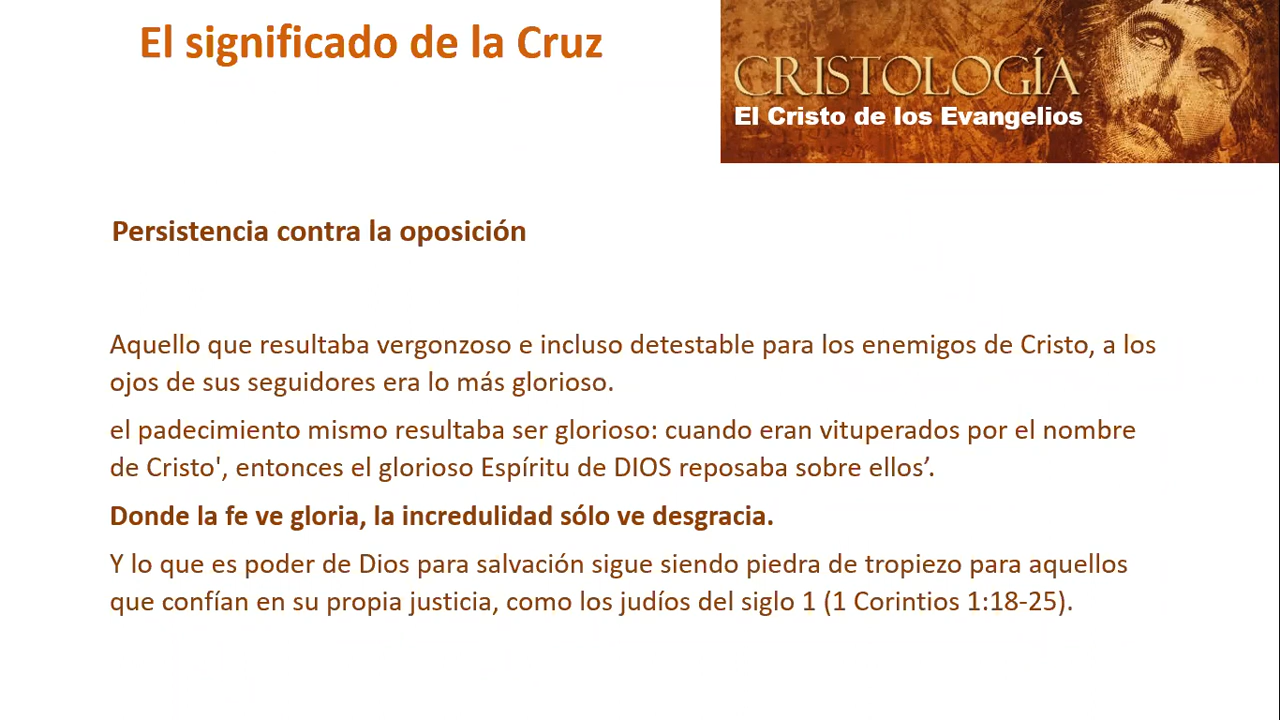 El significado de la Cruz
CRISTOLOGÍA
El Cristo de los Evangelios
Persistencia contra la oposición
Aquello que resultaba vergonzoso e incluso detestable para los enemigos de Cristo, a los
ojos de sus seguidores era lo más glorioso.
el padecimiento mismo resultaba ser glorioso: cuando eran vituperados por el nombre
de Cristo', entonces el glorioso Espíritu de DIOS reposaba sobre ellos’.
Donde la fe ve gloria, la incredulidad sólo ve desgracia.
Y lo que es poder de Dios para salvación sigue siendo piedra de tropiezo para aquellos
que confían en su propia justicia, como los judíos del siglo 1 (1 Corintios 1:18-25).